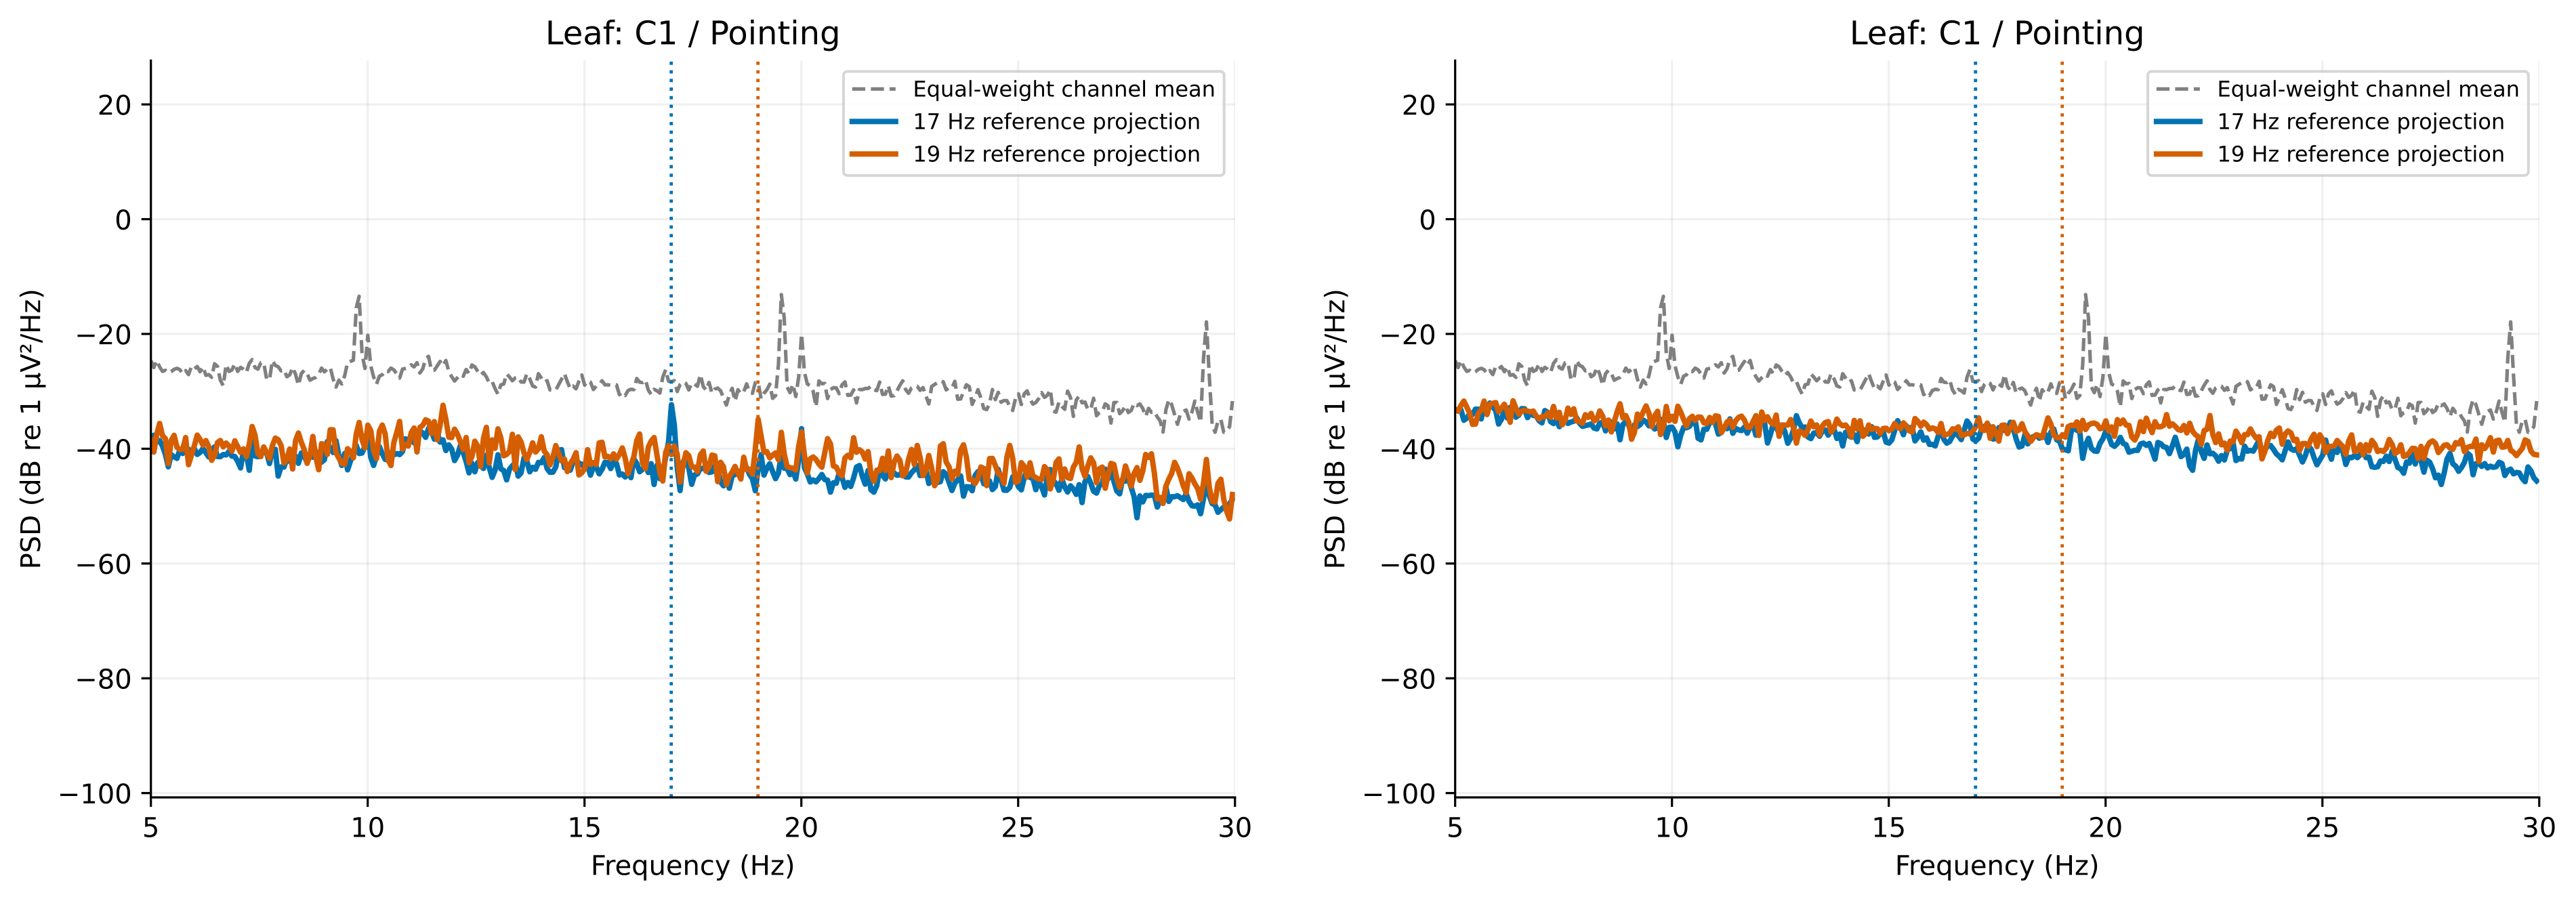 Leaf: C1 / Pointing
Equal-weight channel mean
17 Hz reference projection
19 Hz reference projection
20
0
−20
−40
−60
−80
−100
PSD (dB re 1 µV²/Hz)
5
10
15
20
25
30
Frequency (Hz)
Leaf: C1 / Pointing
Equal-weight channel mean
17 Hz reference projection
19 Hz reference projection
20
0
−20
−40
−60
−80
−100
PSD (dB re 1 µV²/Hz)
5
10
15
20
25
30
Frequency (Hz)